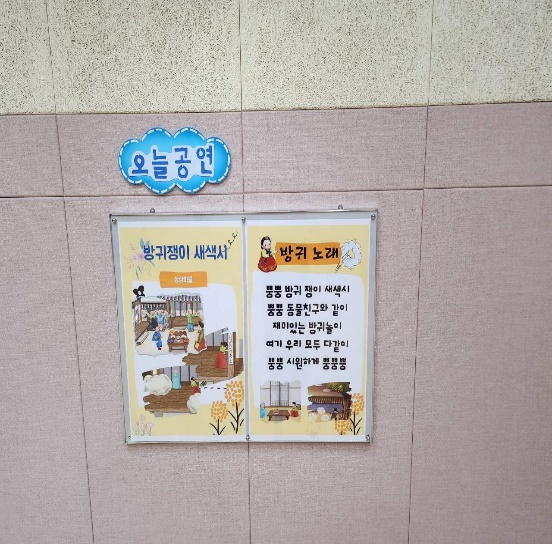 오늘공연
방귀쟁이 새색시
방귀 노래
뿡뿡 방귀 쟁이 새색시
뿡뿡 동물친구와 같이
재미있는 방귀놀이
여기 우리 모두 다같이
뿡뿡 시원하게 뿡뿡뿡